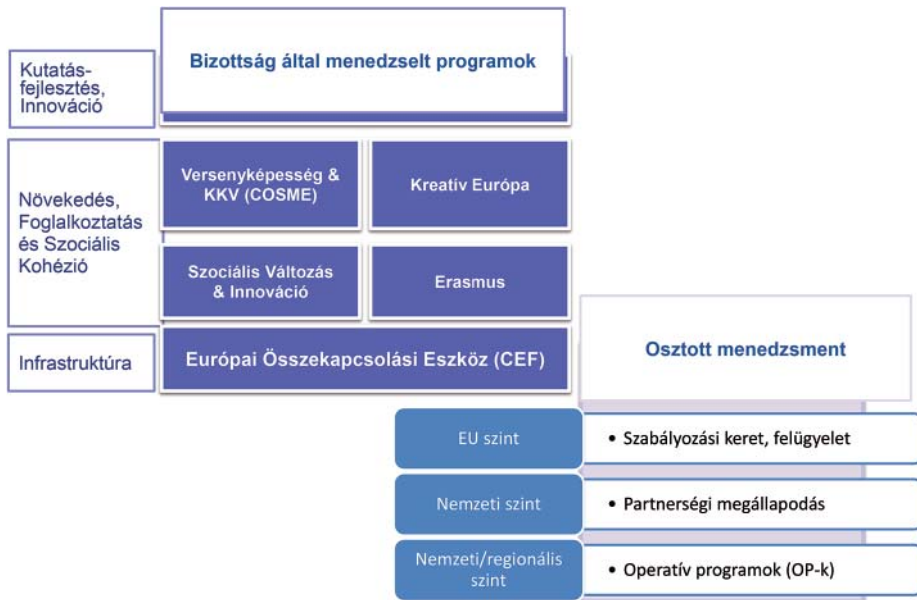 Bizottság által menedzselt programok
Kutatás-
fejlesztés,
Innováció
Növekedés,
Foglalkoztatás
és Szociális
Kohézió
Versenyképesség &
KKV (COSME)
Kreatív Európa
Szociális Változás
& Innováció
Erasmus
Infrastruktúra
Európai Összekapcsolási Eszköz (CEF)
Osztott menedzsment
EU szint
• Szabályozási keret, felügyelet
Nemzeti szint
• Partnerségi megállapodás
Nemzeti/regionális
szint
• Operatív programok (OP-k)